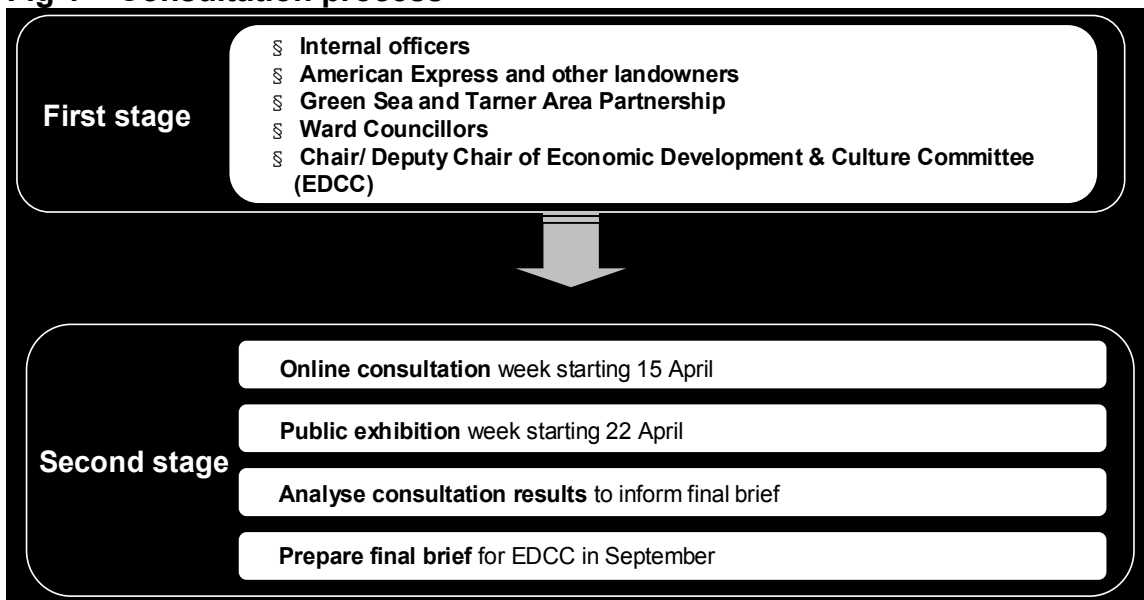 Consultation process
First stage
§ Internal officers
§ American Express and other landowners
§ Green Sea and Tarner Area Partnership
§ Ward Councillors
§ Chair/ Deputy Chair of Economic Development & Culture Committee
(EDCC)
Second stage
Online consultation week starting 15 April
Public exhibition week starting 22 April
Analyse consultation results to inform final brief
Prepare final brief for EDCC in September